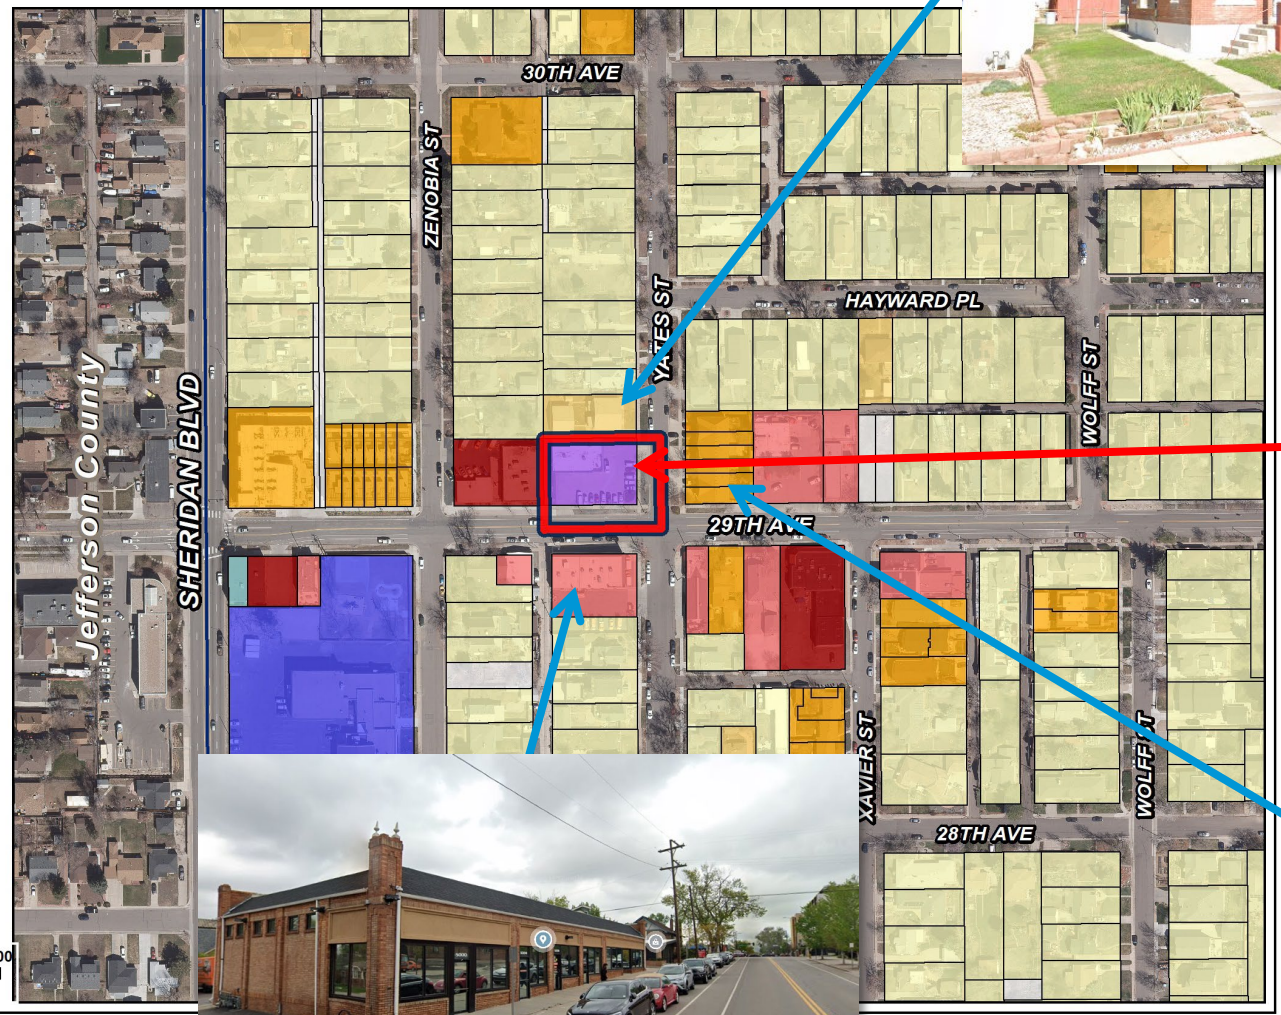 30TH AVE
ZENOBIA ST
YATES ST
HAYWARD PL
WOLFF ST
Jefferson County
SHERIDAN BLVD
29TH AVE
XAVIER ST
WOLFF ST
28TH AVE